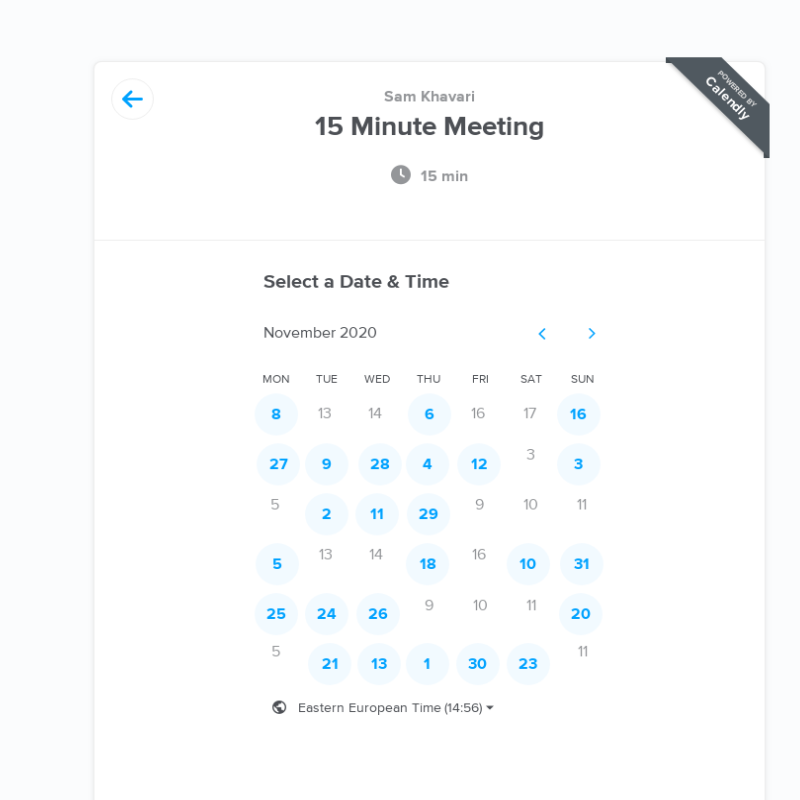 Sam Khavari
15 Minute Meeting
15 min
POWERED BY
Calendly
Select a Date & Time
November 2020
MON TUE WED THU FRI SAT SUN
8 13 14 6 16 17 16
27 9 28 4 12 3 3
5 2 11 29 9 10 11
5 13 14 18 16 10 31
25 24 26 9 10 11 20
5 21 13 1 30 23 11
Eastern European Time (14:56)